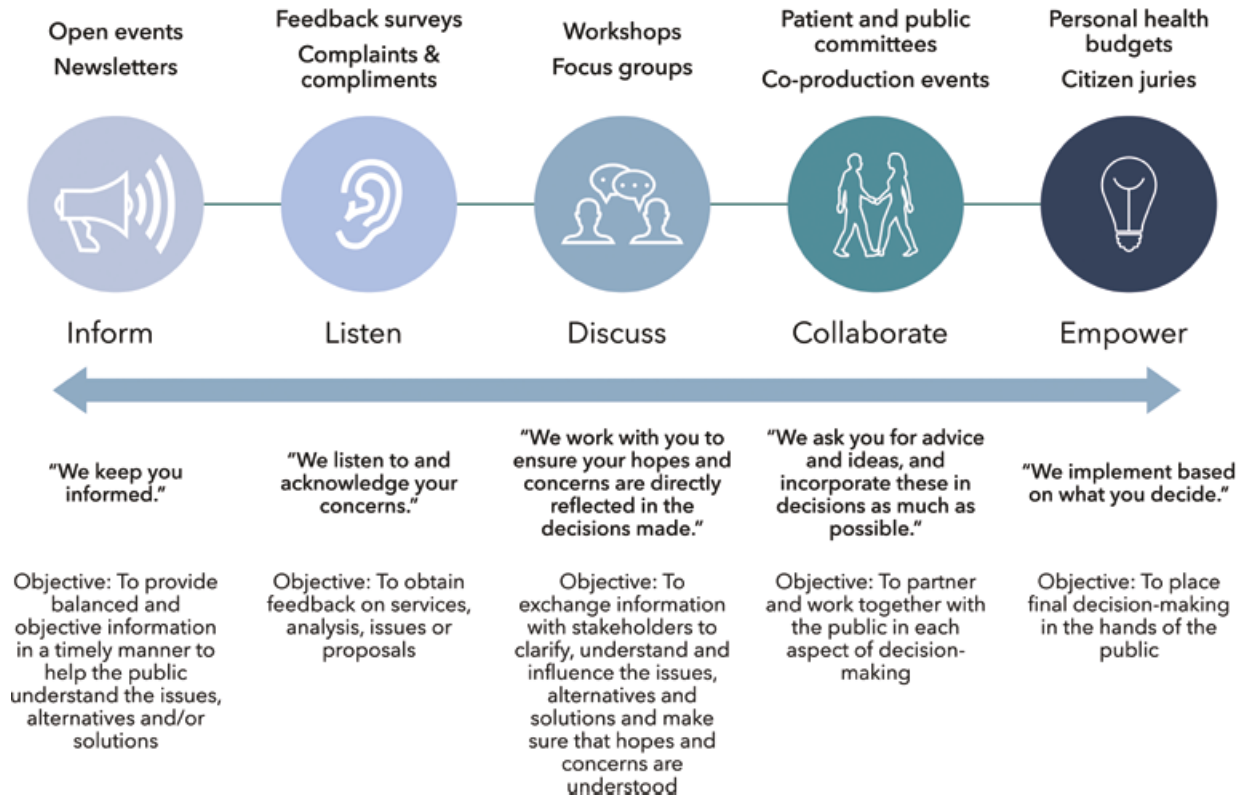 Open events
Newsletters
Feedback surveys
Complaints &
compliments
Workshops
Focus groups
Patient and public
committees
Co-production events
Personal health
budgets
Citizen juries
Inform
Listen
Discuss
Collaborate
Empower
“We keep you
informed.”
“We listen to and
acknowledge your
concerns.”
“We work with you to
ensure your hopes and
concerns are directly
reflected in the
decisions made.”
“We ask you for advice
and ideas, and
incorporate these in
decisions as much as
possible.”
“We implement based
on what you decide.”
Objective: To provide
balanced and
objective information
in a timely manner to
help the public
understand the issues,
alternatives and/or
solutions
Objective: To obtain
feedback on services,
analysis, issues or
proposals
Objective: To
exchange information
with stakeholders to
clarify, understand and
influence the issues,
alternatives and
solutions and make
sure that hopes and
concerns are
understood
Objective: To partner
and work together with
the public in each
aspect of decision-
making
Objective: To place
final decision-making
in the hands of the
public